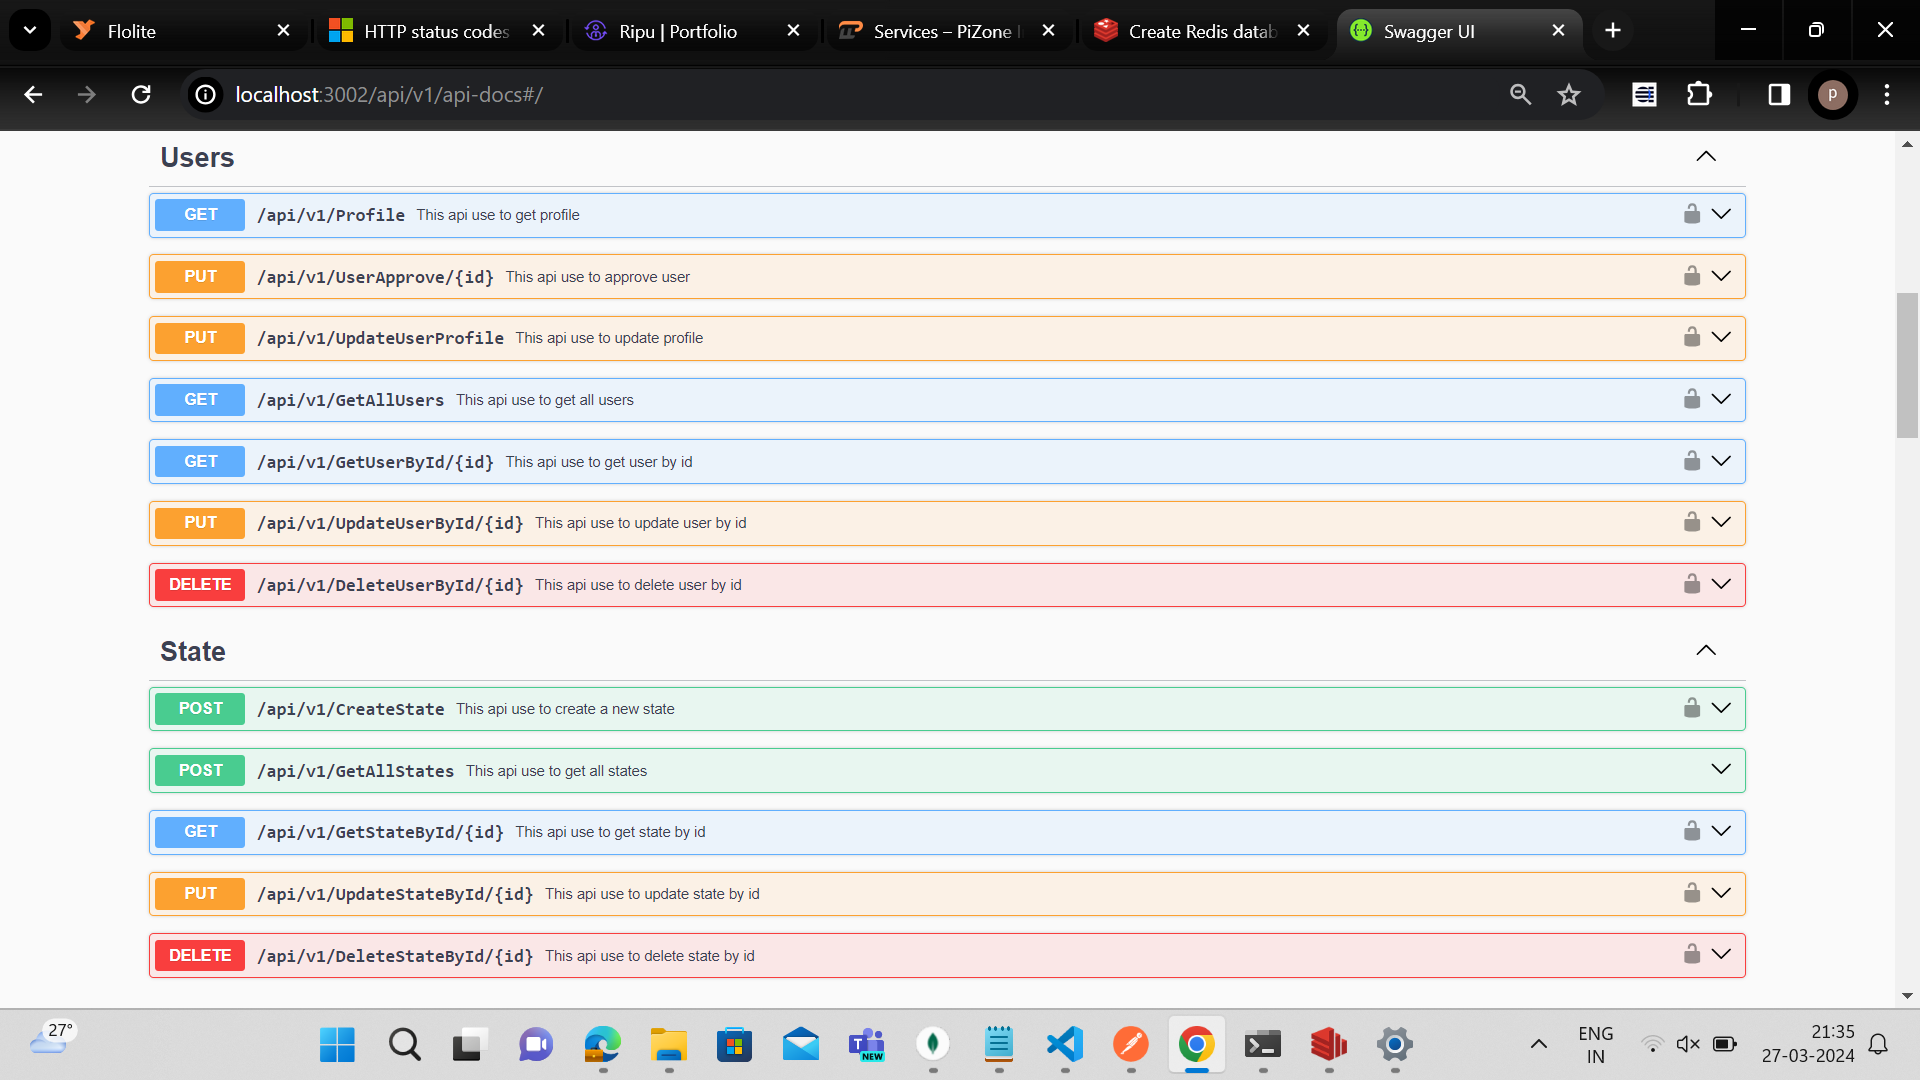 Flolite
HTTP status codes
Ripu | Portfolio
Services – PiZone I
Create Redis datab
Swagger UI
localhost:3002/api/v1/api-docs#/
p
Users
GET /api/v1/Profile This api use to get profile
PUT /api/v1/UserApprove/{id} This api use to approve user
PUT /api/v1/UpdateUserProfile This api use to update profile
GET /api/v1/GetAllUsers This api use to get all users
GET /api/v1/GetUserById/{id} This api use to get user by id
PUT /api/v1/UpdateUserById/{id} This api use to update user by id
DELETE /api/v1/DeleteUserById/{id} This api use to delete user by id
State
POST /api/v1/CreateState This api use to create a new state
POST /api/v1/GetAllStates This api use to get all states
GET /api/v1/GetStateById/{id} This api use to get state by id
PUT /api/v1/UpdateStateById/{id} This api use to update state by id
DELETE /api/v1/DeleteStateById/{id} This api use to delete state by id
27°
T
NEW
ENG
IN
21:35
27-03-2024